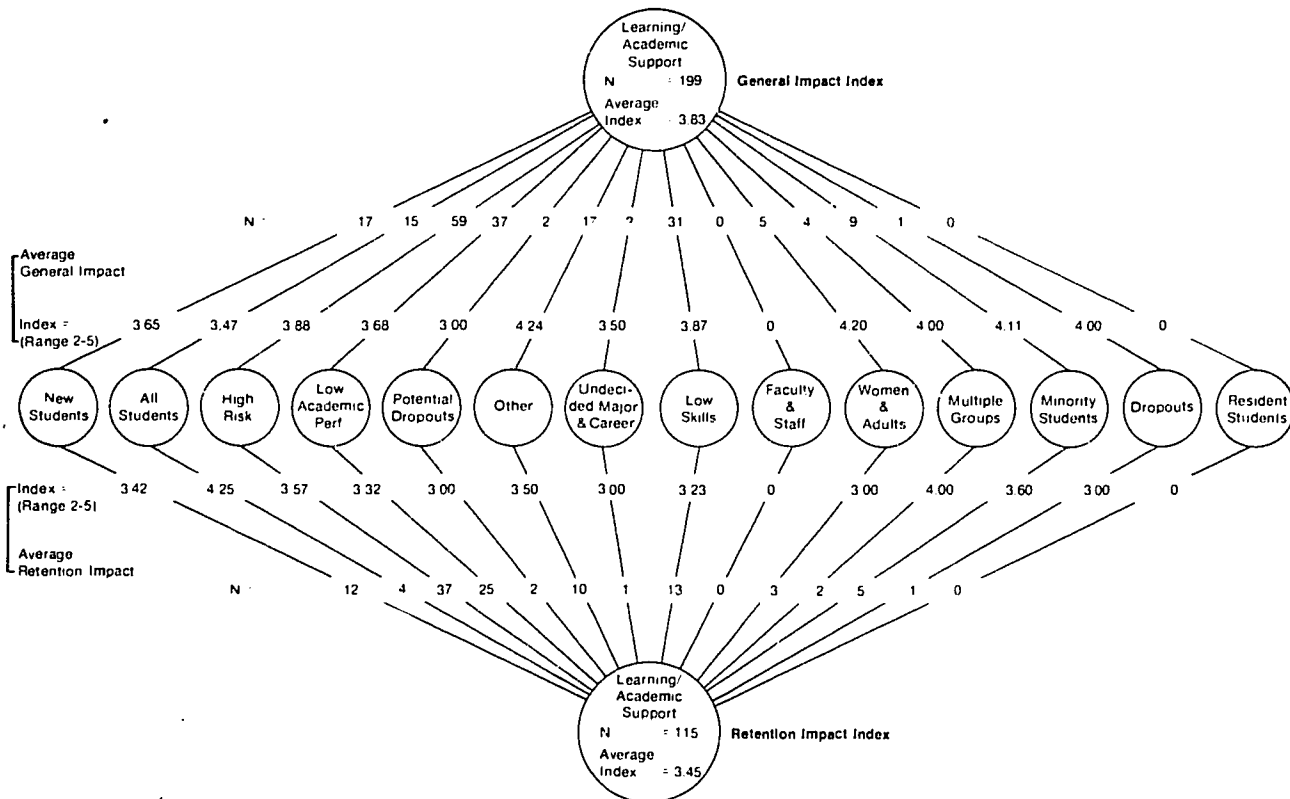 Learning/
Academic
Support
N = 199
Average
Index = 3.83
General Impact Index
N = 17 15 59 37 2 17 2 31 0 5 4 9 1 0
Average
General Impact
Index =
(Range 2-5)
3 65 3.47 3 88 3 68 3 00 4.24 3.50 3.87 0 4.20 4.00 4.11 4 00 0
New
Students
All
Students
High
Risk
Low
Academic
Perf
Potential
Dropouts
Other
Undeci-
ded Major
& Career
Low
Skills
Faculty
&
Staff
Women
&
Adults
Multiple
Groups
Minority
Students
Dropouts
Resident
Students
Index =
(Range 2-5)
3.42 4.25 3.57 3.32 3.00 3.50 3.00 3.23 0 3.00 4.00 3.60 3.00 0
Average
Retention Impact
N = 12 4 37 25 2 10 1 13 0 3 2 5 1 0
Learning/
Academic
Support
N = 115
Average
Index = 3.45
Retention Impact Index